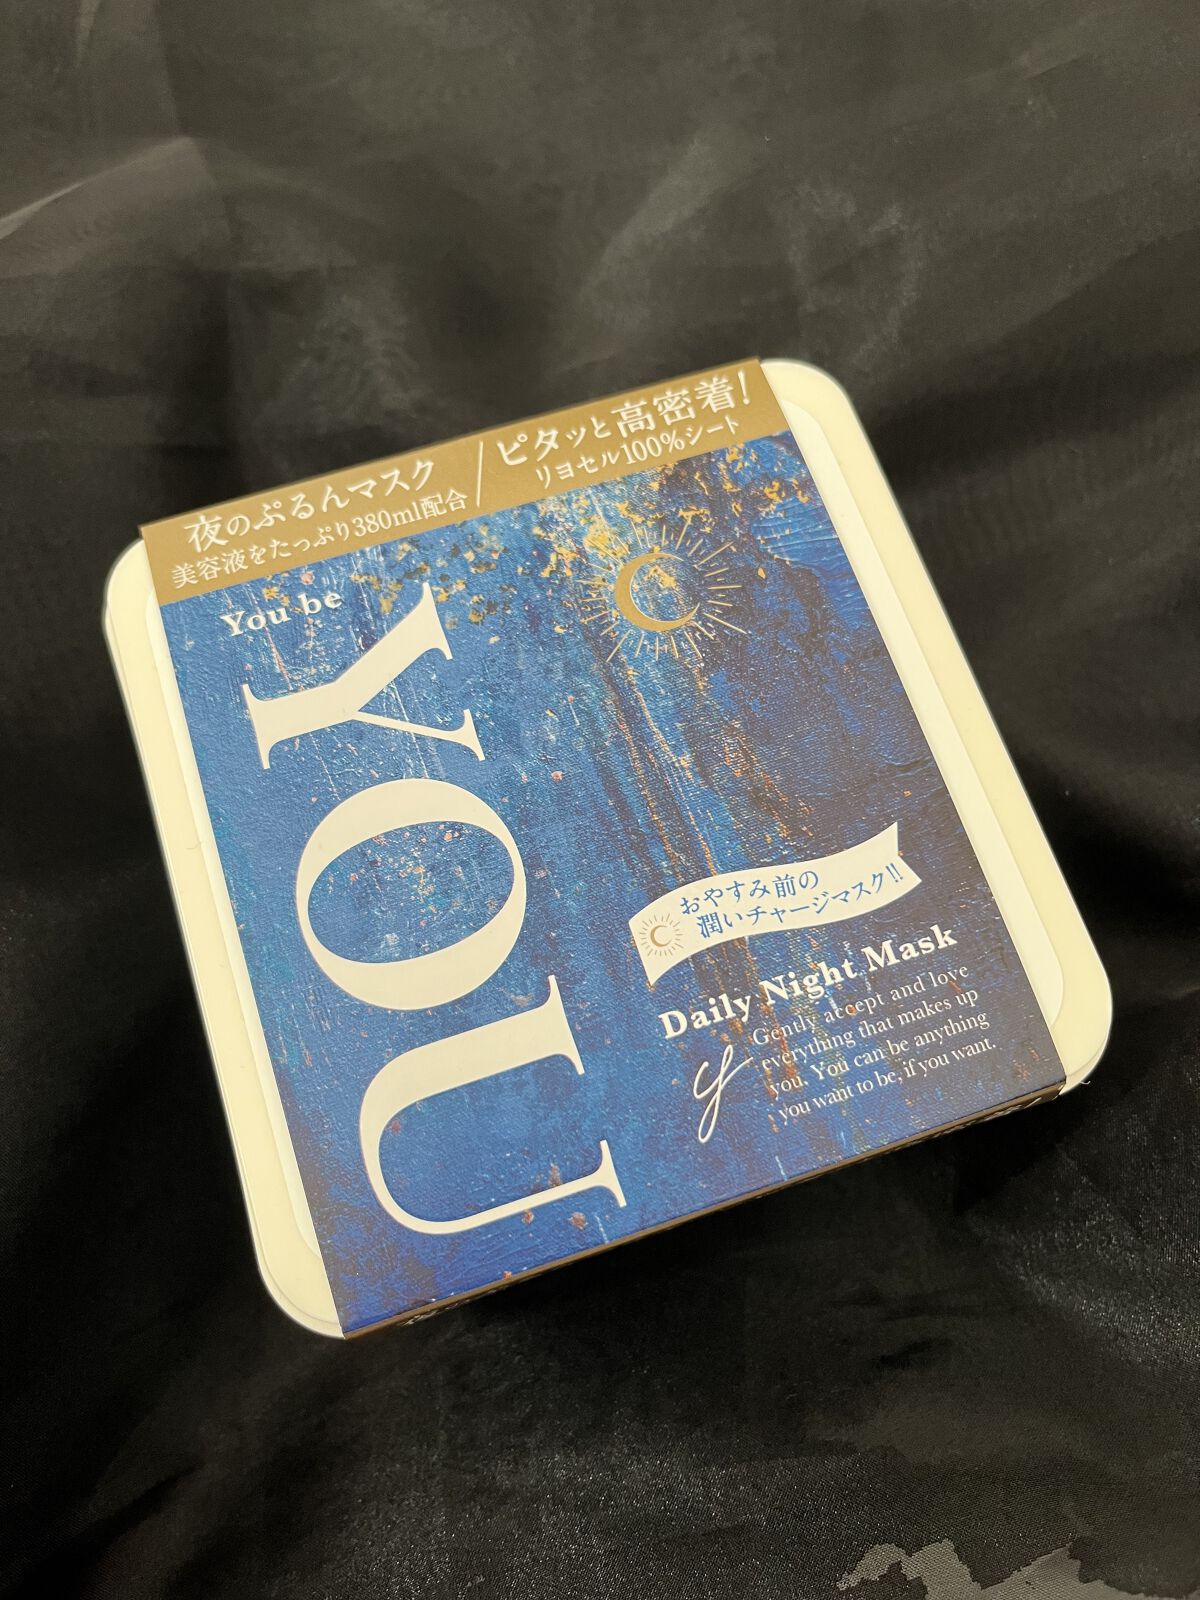 夜のぷるんマスク
美容液をたっぷり380ml配合
ピタッと高密着!
リヨセル100%シート
You be
YOU
おやすみ前の
潤いチャージマスク!!
Daily Night Mask
y
Gently accept and love
everything that makes up
you. You can be anything
you want to be, if you want.